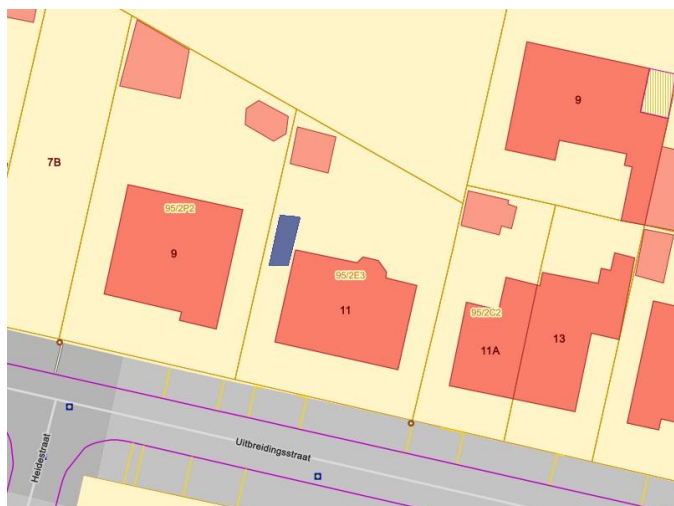 9
7B
95/2P2
9
95/2E3
11
95/2C2
11A
13
Uitbreidingsstraat
Heidestraat